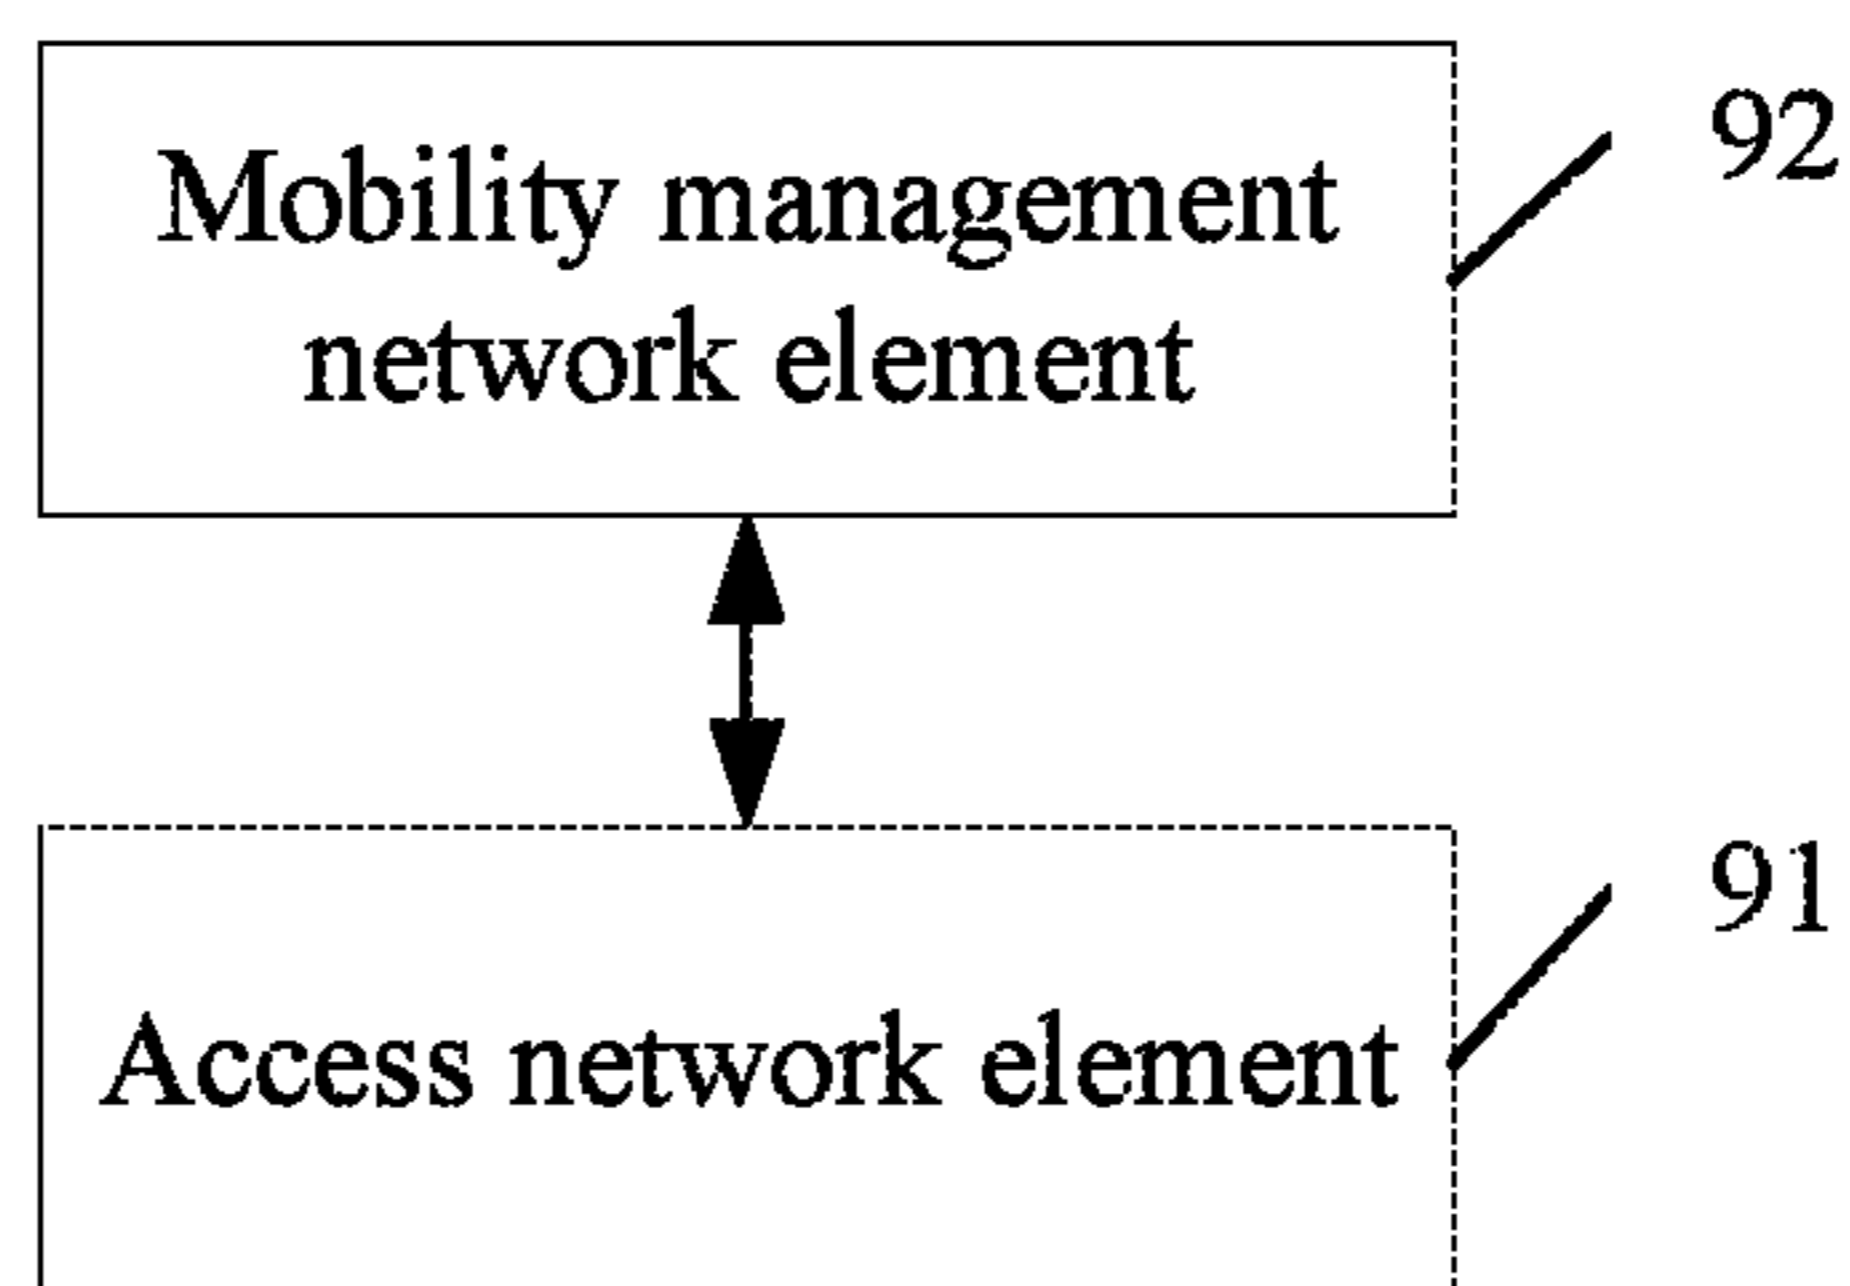 Mobility management
network element
92
Access network element
91